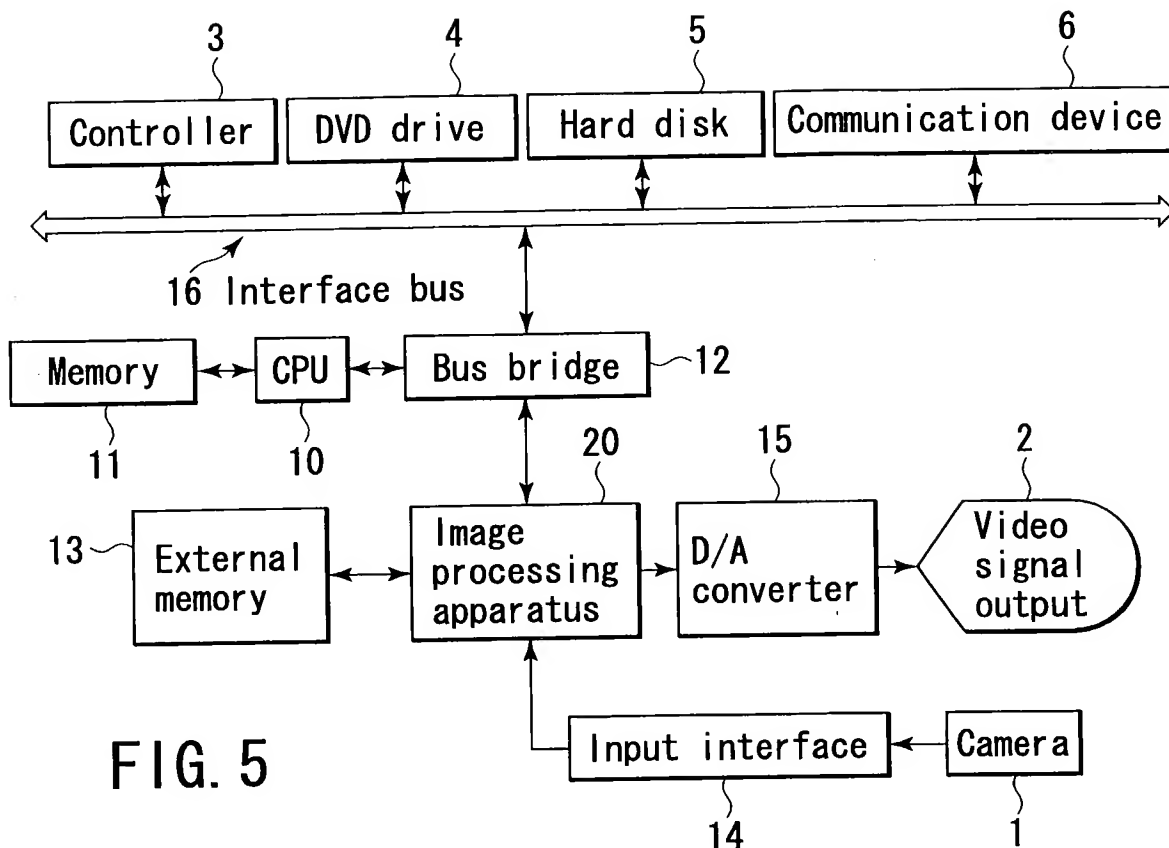 3
4
5
6
Controller
DVD drive
Hard disk
Communication device
16 Interface bus
Memory
CPU
Bus bridge
12
11
10
20
15
2
13
External
memory
Image
processing
apparatus
D/A
converter
Video
signal
output
Input interface
Camera
14
1
FIG. 5